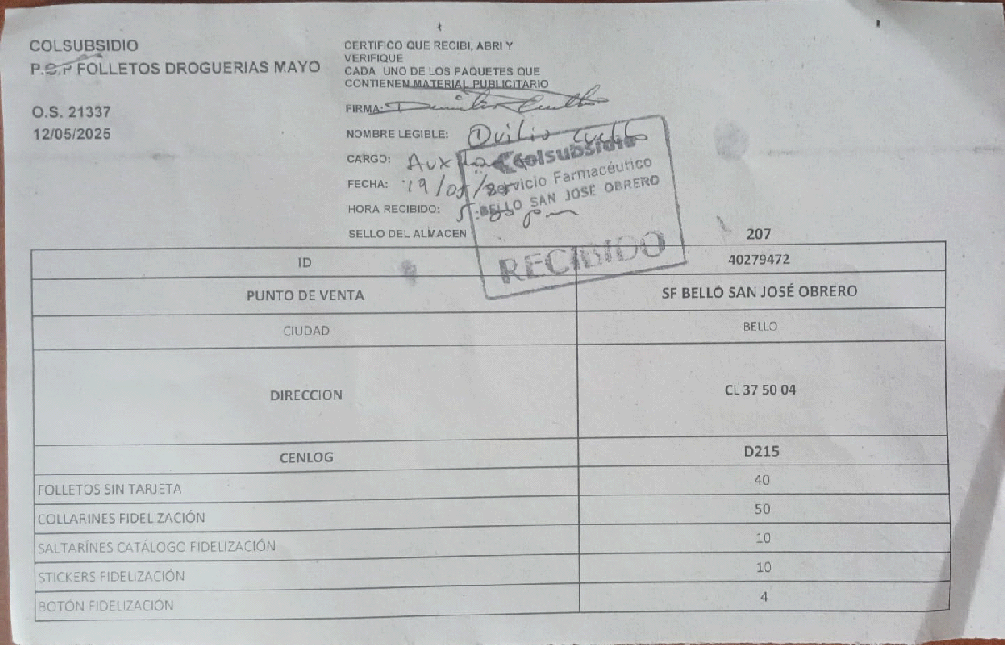 COLSUBSIDIO
P.O.P FOLLETOS DROGUERIAS MAYO
O.S. 21337
12/05/2025
CERTIFICO QUE RECIBI, ABRI Y
VERIFIQUE
CADA UNO DE LOS PAQUETES QUE
CONTIENEN MATERIAL PUBLICITARIO
FIRMA:
NOMBRE LEGIBLE:
CARGO: Aux
FECHA: 19/05/
HORA RECIBIDO:
SELLO DEL ALMACEN
Colsubsidio
Servicio Farmacéutico
BELLO SAN JOSE OBRERO
RECIBIDO
207
ID 40279472
PUNTO DE VENTA SF BELLO SAN JOSÉ OBRERO
CIUDAD BELLO
DIRECCION CL 37 50 04
CENLOG D215
FOLLETOS SIN TARJETA 40
COLLARINES FIDELIZACIÓN 50
SALTARÍNES CATÁLOGO FIDELIZACIÓN 10
STICKERS FIDELIZACIÓN 10
BOTÓN FIDELIZACIÓN 4